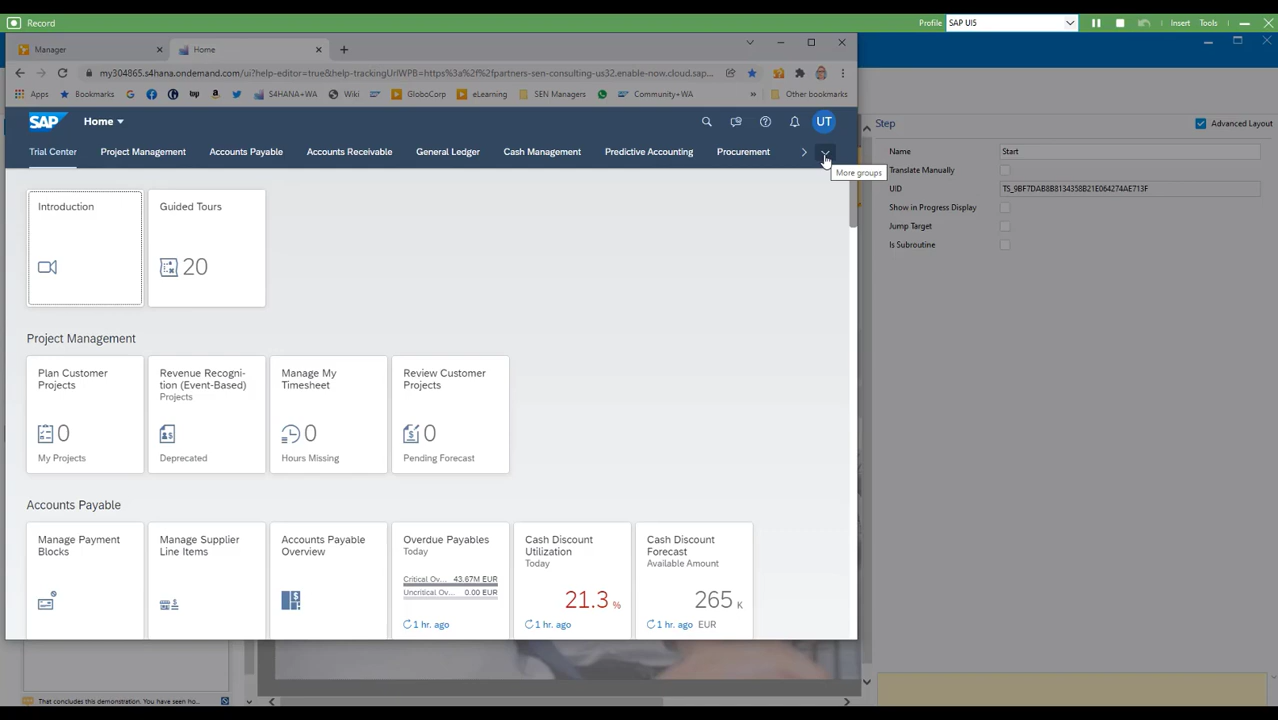 Record
Profile SAP UI5 Insert Tools
Manager Home
my304865.s4hana.ondemand.com/ui?help-editor=true&help-trackingUrlWPB=https%3a%2f%2fpartners-sen-consulting-us32.enable-now.cloud.sap...
Apps Bookmarks S4HANA+WA Wiki GloboCorp eLearning SEN Managers Community+WA » Other bookmarks
SAP Home UT
Trial Center Project Management Accounts Payable Accounts Receivable General Ledger Cash Management Predictive Accounting Procurement
More groups
Introduction
Guided Tours
20
Project Management
Plan Customer
Projects
0
My Projects
Revenue Recogni-
tion (Event-Based)
Projects
Deprecated
Manage My
Timesheet
0
Hours Missing
Review Customer
Projects
0
Pending Forecast
Accounts Payable
Manage Payment
Blocks
Manage Supplier
Line Items
Accounts Payable
Overview
Overdue Payables
Today
Critical Ov... 43.67M EUR
Uncritical Ov... 0.00 EUR
1 hr. ago
Cash Discount
Utilization
Today
21.3 %
1 hr. ago
Cash Discount
Forecast
Available Amount
265 K
1 hr. ago EUR
Step Advanced Layout
Name Start
Translate Manually
UID TS_9BF7DAB8B8134358B21E064274AE713F
Show in Progress Display
Jump Target
Is Subroutine
That concludes this demonstration. You have seen ho...